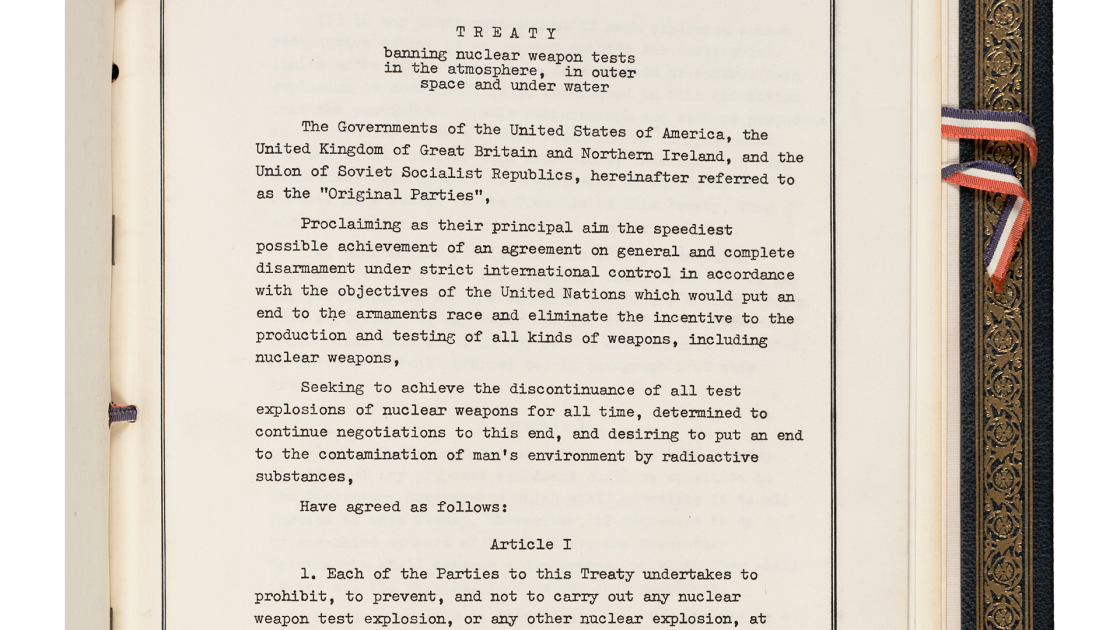 TREATY
banning nuclear weapon tests
in the atmosphere, in outer
space and under water
The Governments of the United States of America, the
United Kingdom of Great Britain and Northern Ireland, and the
Union of Soviet Socialist Republics, hereinafter referred to
as the "Original Parties",
Proclaiming as their principal aim the speediest
possible achievement of an agreement on general and complete
disarmament under strict international control in accordance
with the objectives of the United Nations which would put an
end to the armaments race and eliminate the incentive to the
production and testing of all kinds of weapons, including
nuclear weapons,
Seeking to achieve the discontinuance of all test
explosions of nuclear weapons for all time, determined to
continue negotiations to this end, and desiring to put an end
to the contamination of man's environment by radioactive
substances,
Have agreed as follows:
Article I
1. Each of the Parties to this Treaty undertakes to
prohibit, to prevent, and not to carry out any nuclear
weapon test explosion, or any other nuclear explosion, at